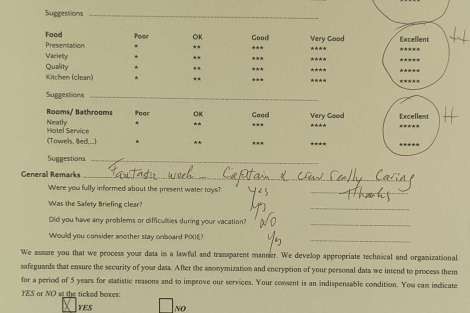 Suggestions
Food Poor OK Good Very Good Excellent
Presentation * ** *** **** *****
Variety * ** *** **** *****
Quality * ** *** **** *****
Kitchen (clean) * ** *** **** *****
Suggestions
Rooms/ Bathrooms Poor OK Good Very Good Excellent
Neatly * ** *** **** *****
Hotel Service
(Towels, Bed,..) * ** *** **** *****
Suggestions
General Remarks Fantastic week - Captain & crew really caring
Thanks
Were you fully informed about the present water toys? Yes
Was the Safety Briefing clear? Yes
Did you have any problems or difficulties during your vacation? NO
Would you consider another stay onboard PIXIE? Yes
We assure you that we process your data in a lawful and transparent manner. We develop appropriate technical and organizational
safeguards that ensure the security of your data. After the anonymization and encryption of your personal data we intend to process them
for a period of 5 years for statistic reasons and to improve our services. Your consent is an indispensable condition. You can indicate
YES or NO at the ticked boxes:
X YES NO